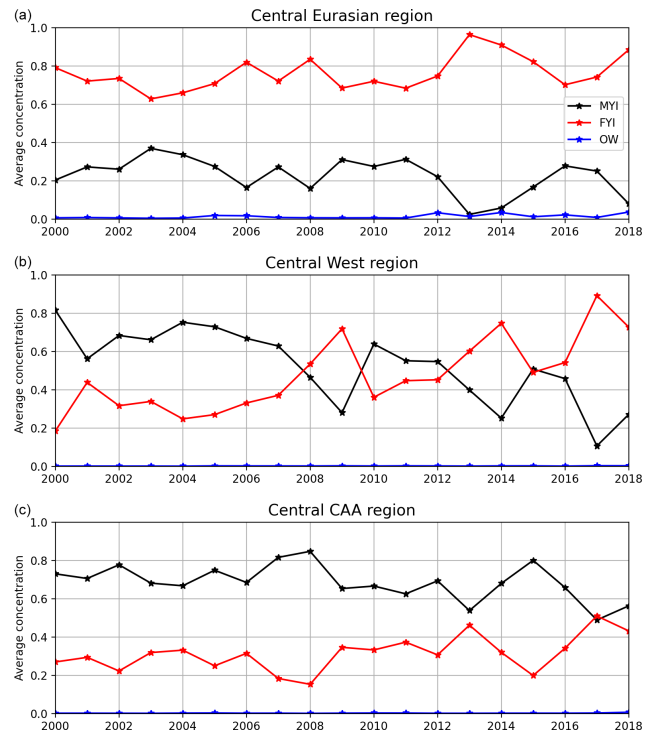 (a)
Central Eurasian region
1.0
0.8
0.6
0.4
0.2
0.0
Average concentration
MYI
FYI
OW
2000 2002 2004 2006 2008 2010 2012 2014 2016 2018
(b)
Central West region
1.0
0.8
0.6
0.4
0.2
0.0
Average concentration
2000 2002 2004 2006 2008 2010 2012 2014 2016 2018
(c)
Central CAA region
1.0
0.8
0.6
0.4
0.2
0.0
Average concentration
2000 2002 2004 2006 2008 2010 2012 2014 2016 2018